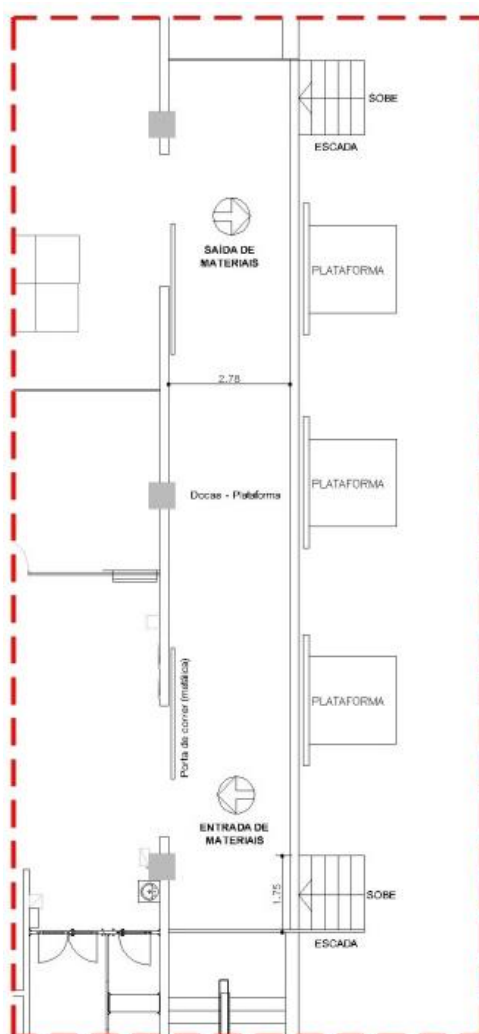 SOBE
ESCADA
SAÍDA DE
MATERIAIS
PLATAFORMA
2.78
Docas - Plataforma
PLATAFORMA
Porta de correr (metálica)
PLATAFORMA
ENTRADA DE
MATERIAIS
1.75
SOBE
ESCADA